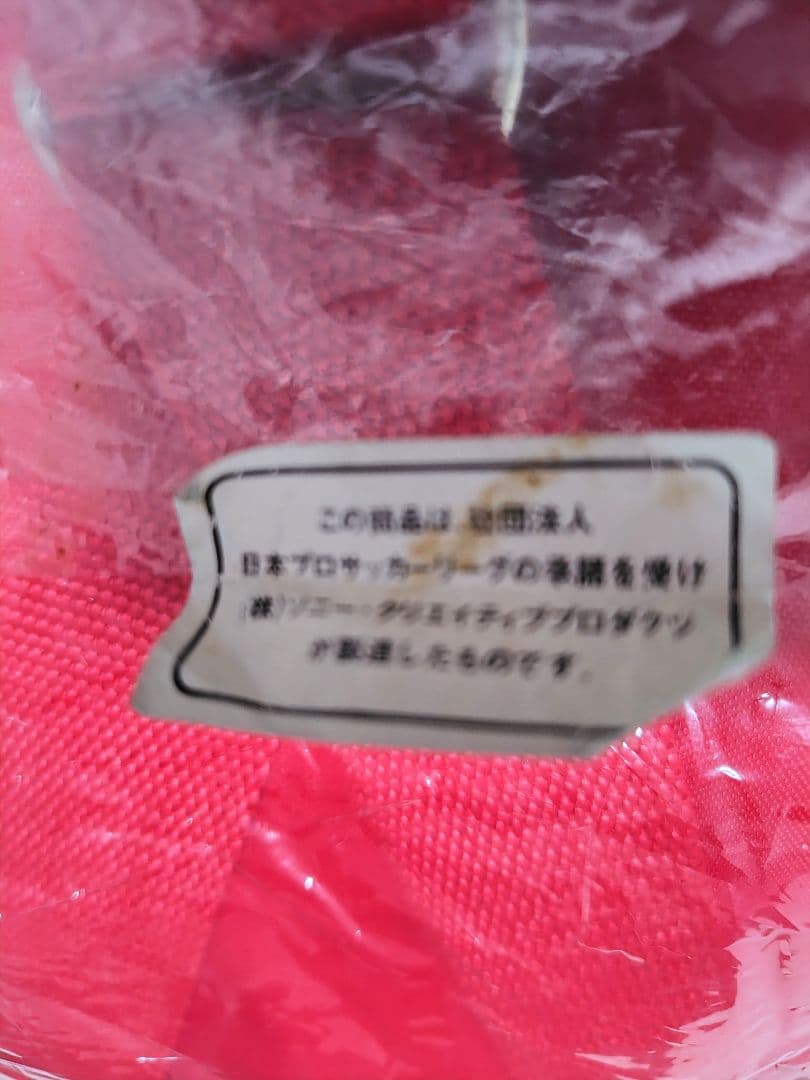 この商品は、社団法人
日本プロサッカーリーグの承諾を受け
(株)ソニー・クリエイティブプロダクツ
が製造したものです。